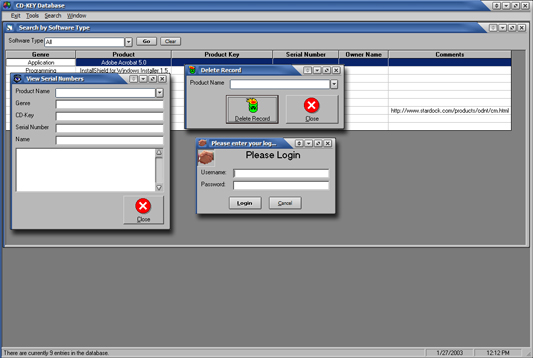 CD-KEY Database
Exit Tools Search Window
Search by Software Type
Software Type All Go Clear
Genre Product Product Key Serial Number Owner Name Comments
Application Adobe Acrobat 5.0
Programming InstallShield for Windows Installer 1.5
http://www.stardock.com/products/odnt/cm.html
View Serial Numbers
Product Name
Genre
CD-Key
Serial Number
Name
Close
Delete Record
Product Name
Delete Record Close
Please enter your log...
Please Login
Username:
Password:
Login Cancel
There are currently 9 entries in the database. 1/27/2003 12:12 PM